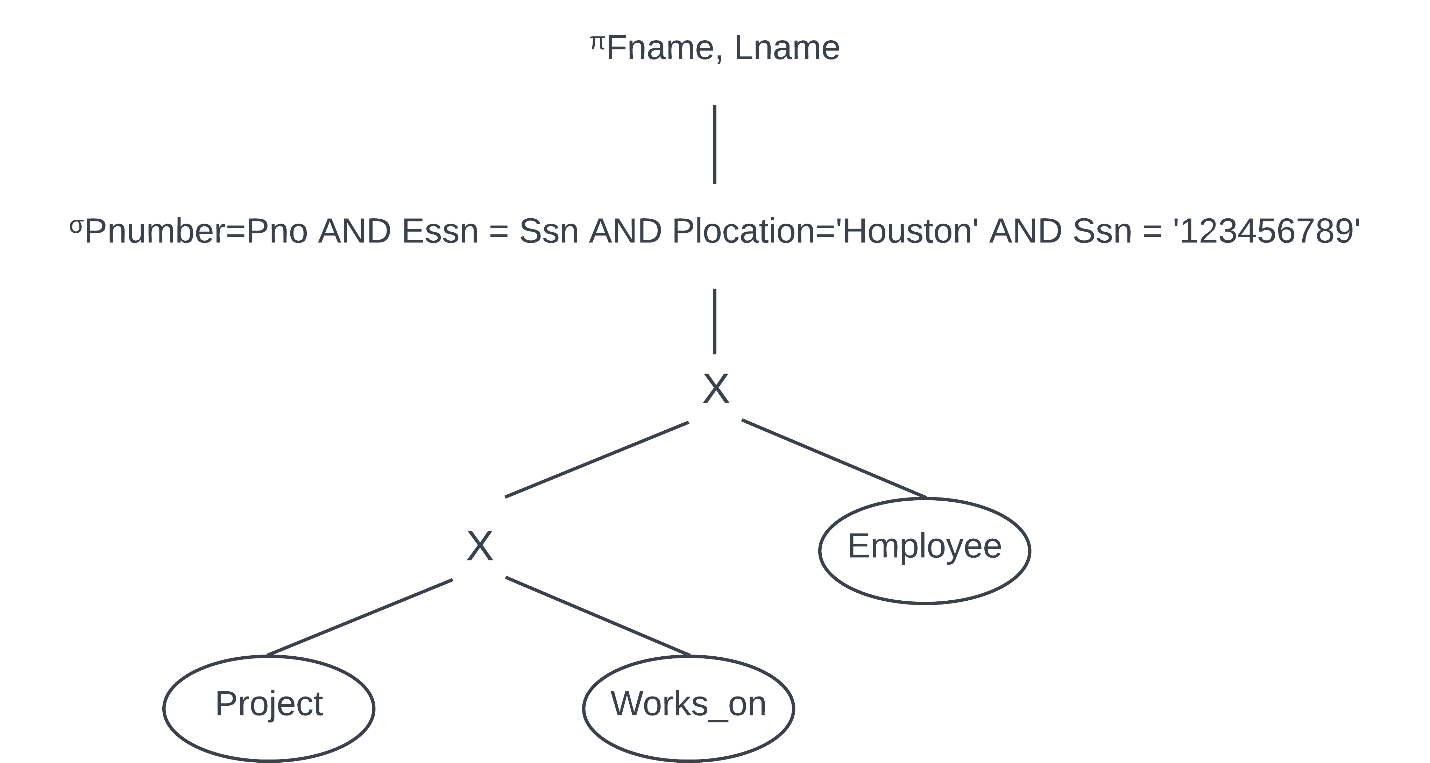 πFname, Lname
σPnumber=Pno AND Essn = Ssn AND Plocation='Houston' AND Ssn = '123456789'
X
X
Employee
Project
Works_on